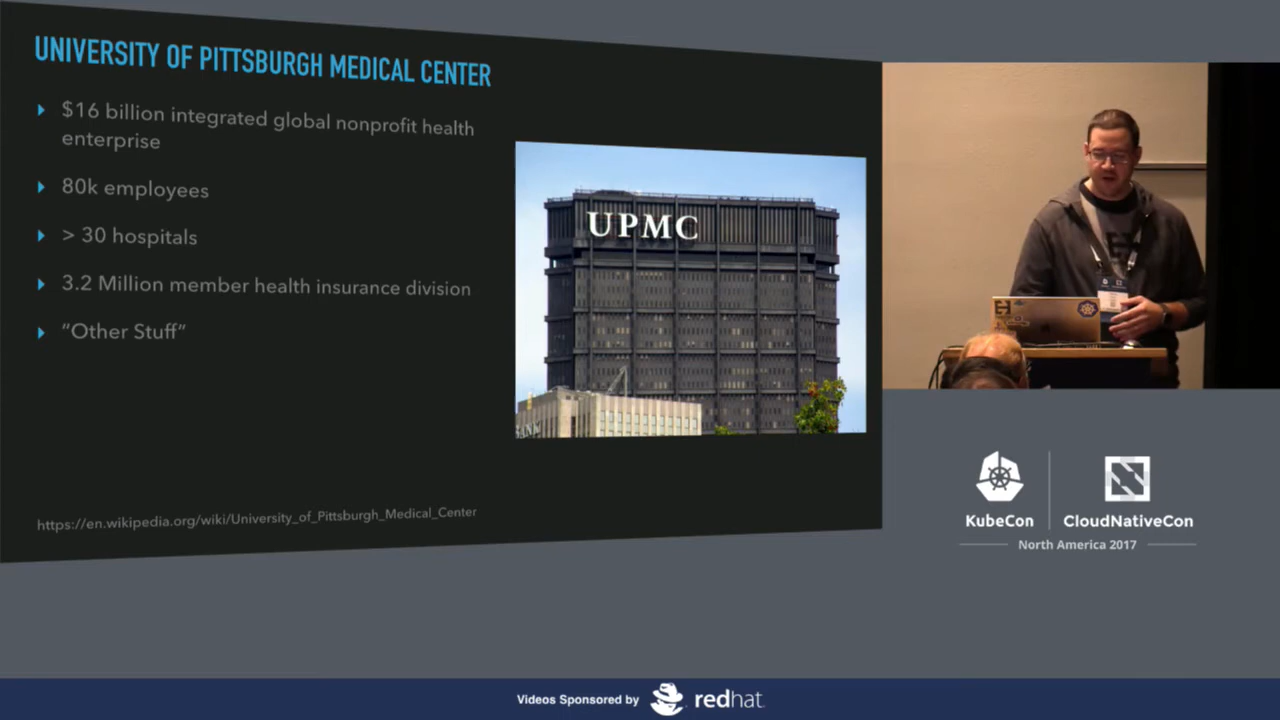 UNIVERSITY OF PITTSBURGH MEDICAL CENTER
$16 billion integrated global nonprofit health
enterprise
80k employees
> 30 hospitals
3.2 Million member health insurance division
“Other Stuff”
https://en.wikipedia.org/wiki/University_of_Pittsburgh_Medical_Center
UPMC
KubeCon
CloudNativeCon
North America 2017
Videos Sponsored by
redhat.